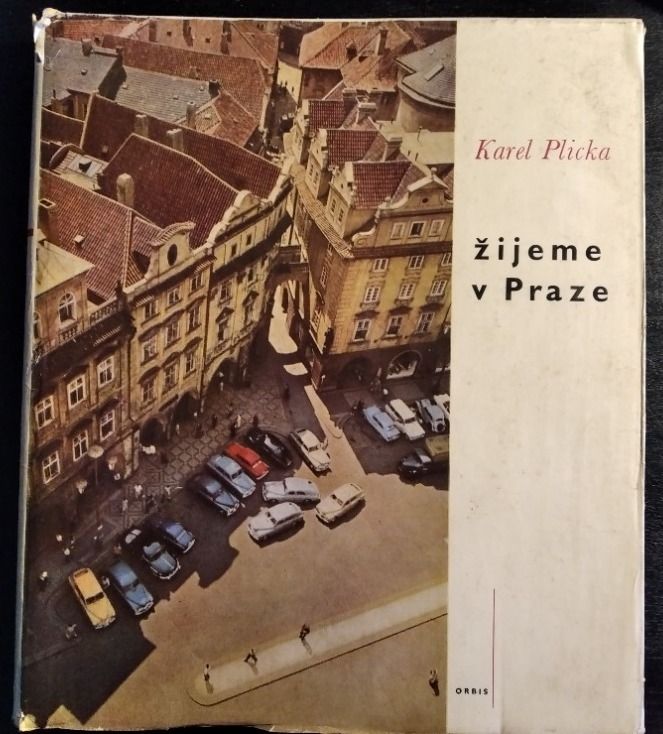 Karel Plicka
žijeme
v Praze
ORBIS